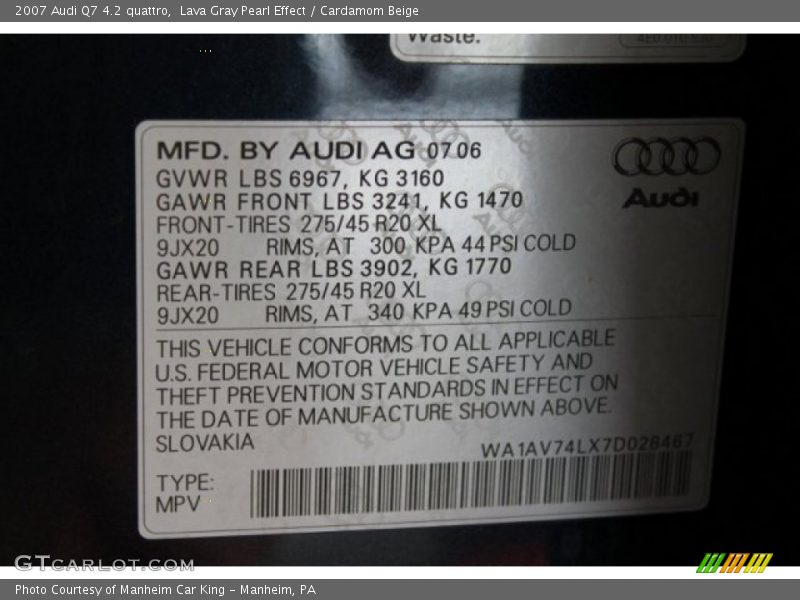 2007 Audi Q7 4.2 quattro,  Lava Gray Pearl Effect / Cardamom Beige
Waste.
MFD. BY AUDI AG 07.06
GVWR LBS 6967, KG 3160
GAWR FRONT LBS 3241, KG 1470
FRONT-TIRES 275/45 R20 XL
9JX20 RIMS, AT 300 KPA 44 PSI COLD
GAWR REAR LBS 3902, KG 1770
REAR-TIRES 275/45 R20 XL
9JX20 RIMS, AT 340 KPA 49 PSI COLD
Audi
THIS VEHICLE CONFORMS TO ALL APPLICABLE
U.S. FEDERAL MOTOR VEHICLE SAFETY AND
THEFT PREVENTION STANDARDS IN EFFECT ON
THE DATE OF MANUFACTURE SHOWN ABOVE.
SLOVAKIA
WA1AV74LX7D028467
TYPE:
MPV
GTCARLOT.COM
Photo Courtesy of Manheim Car King - Manheim, PA